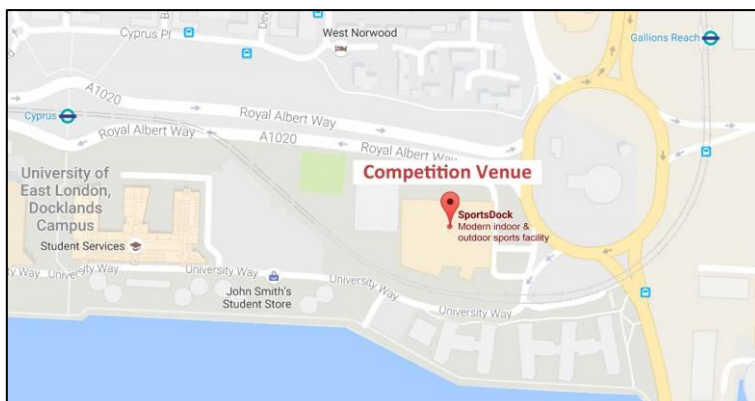 Cyprus Pl
West Norwood
Gallions Reach
A1020
Royal Albert Way
Cyprus
Royal Albert Way
A1020
Royal Albert Way
University of
East London,
Docklands
Campus
Competition Venue
SportsDock
Modern indoor &
outdoor sports facility
Student Services
University Way
University Way
John Smith's
Student Store
University Way
University Way